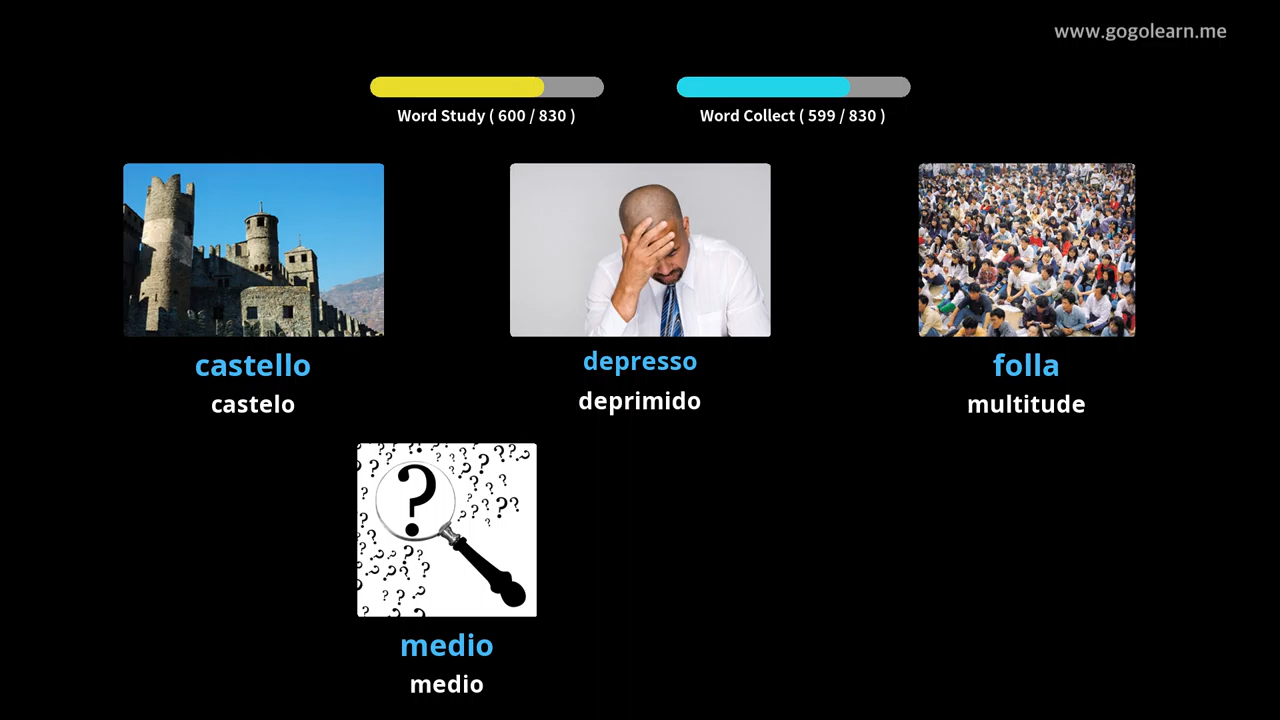 www.gogolearn.me
Word Study ( 600 / 830 )
Word Collect ( 599 / 830 )
castello
castelo
depresso
deprimido
folla
multitude
medio
medio